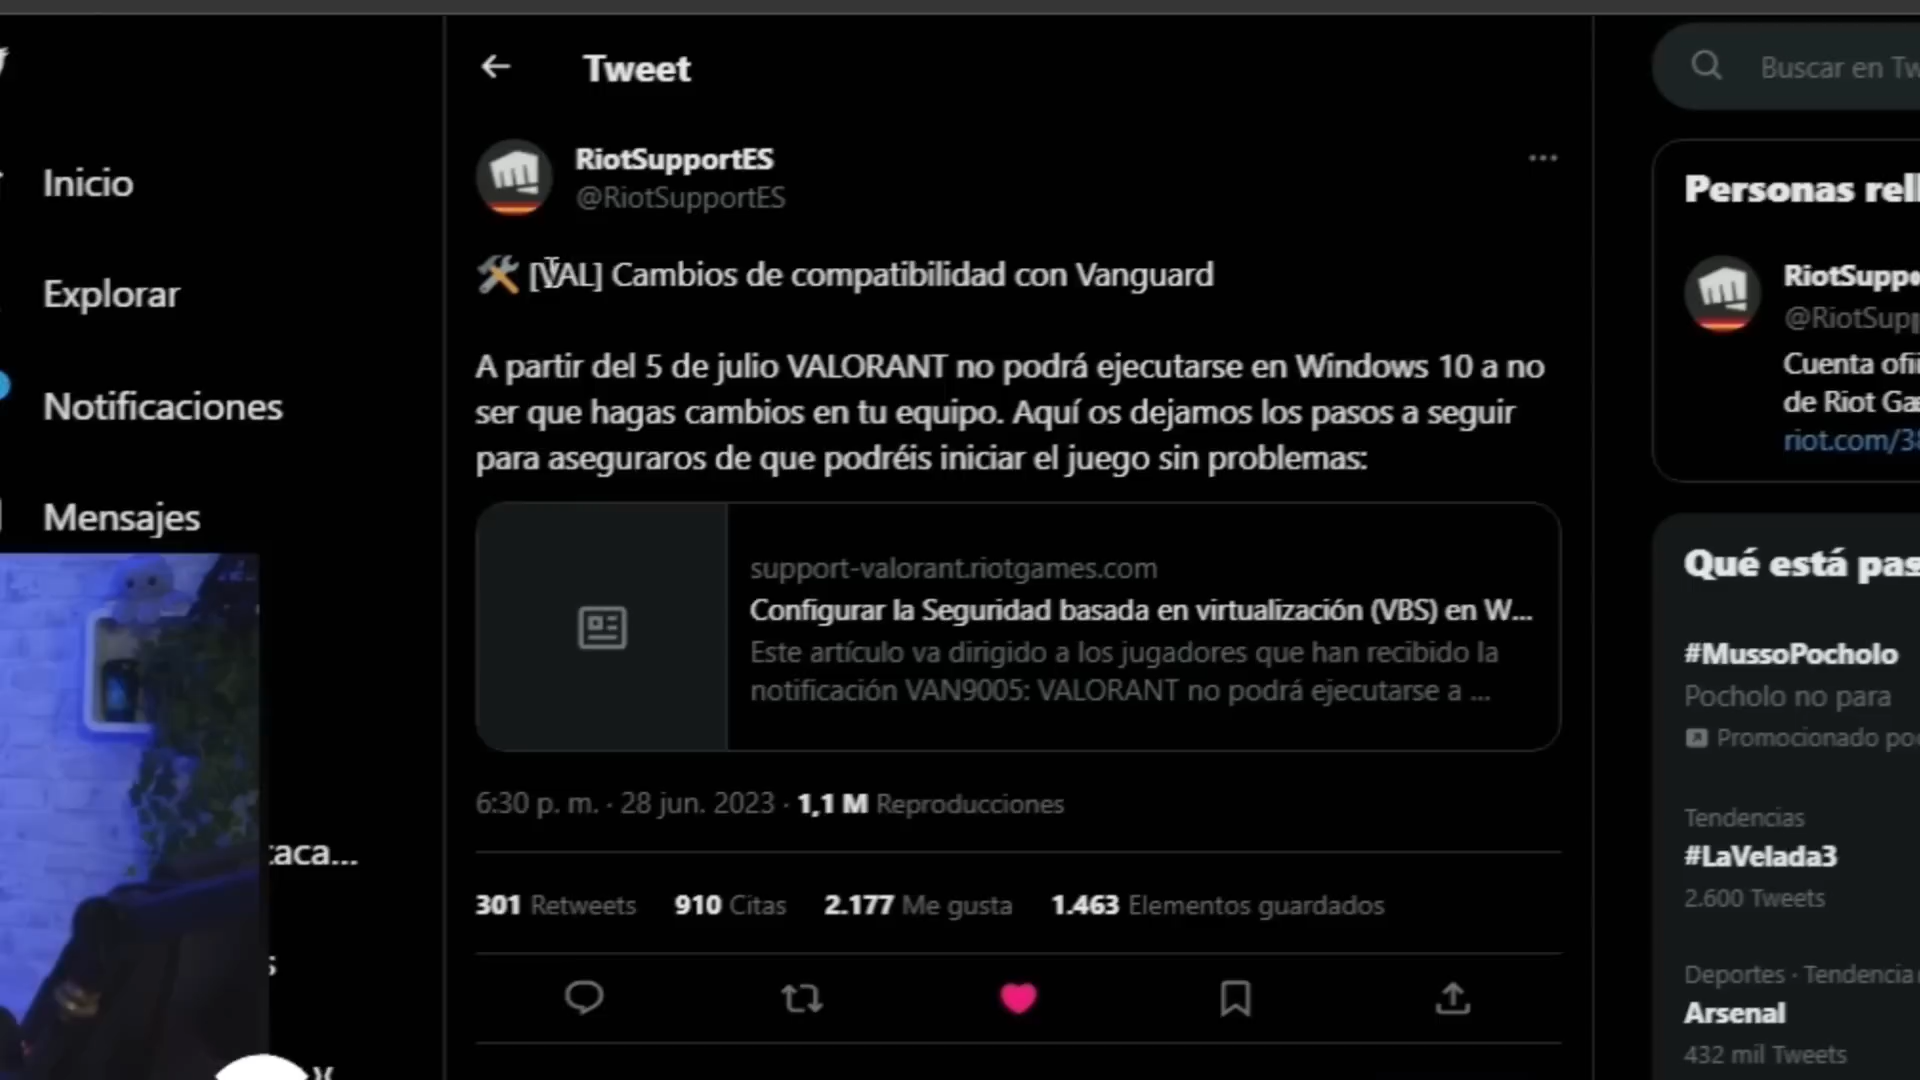 Tweet
Buscar en Tw
RiotSupportES
@RiotSupportES
Inicio
Explorar
Notificaciones
Mensajes
[VAL] Cambios de compatibilidad con Vanguard
A partir del 5 de julio VALORANT no podrá ejecutarse en Windows 10 a no
ser que hagas cambios en tu equipo. Aquí os dejamos los pasos a seguir
para aseguraros de que podréis iniciar el juego sin problemas:
support-valorant.riotgames.com
Configurar la Seguridad basada en virtualización (VBS) en W...
Este artículo va dirigido a los jugadores que han recibido la
notificación VAN9005: VALORANT no podrá ejecutarse a ...
6:30 p. m. · 28 jun. 2023 · 1,1 M Reproducciones
301 Retweets 910 Citas 2.177 Me gusta 1.463 Elementos guardados
taca...
Personas rel
RiotSuppo
@RiotSupp
Cuenta ofi
de Riot Ga
riot.com/3
Qué está pas
#MussoPocholo
Pocholo no para
Promocionado po
Tendencias
#LaVelada3
2.600 Tweets
Deportes · Tendencia
Arsenal
432 mil Tweets